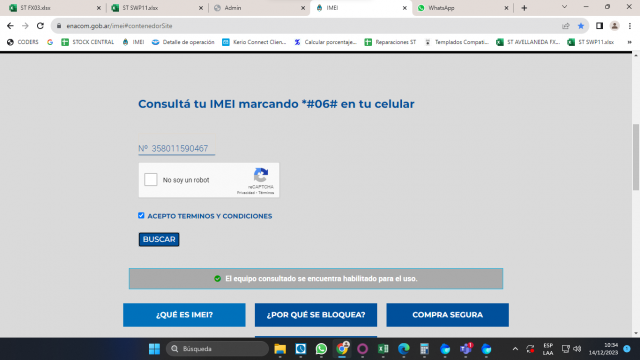 ST FX03.xlsx
ST SWP11.xlsx
Admin
IMEI
WhatsApp
enacom.gob.ar/imei#contenedorSite
CODERS
STOCK CENTRAL
IMEI
Detalle de operación
Kerio Connect Clien...
Calcular porcentaje...
Reparaciones ST
Templados Compati...
ST AVELLANEDA FX...
ST SWP11.xlsx
Consultá tu IMEI marcando *#06# en tu celular
Nº 358011590467
No soy un robot
reCAPTCHA
Privacidad - Términos
ACEPTO TERMINOS Y CONDICIONES
BUSCAR
El equipo consultado se encuentra habilitado para el uso.
¿QUÉ ES IMEI?
¿POR QUÉ SE BLOQUEA?
COMPRA SEGURA
Búsqueda
ESP
LAA
10:34
14/12/2023